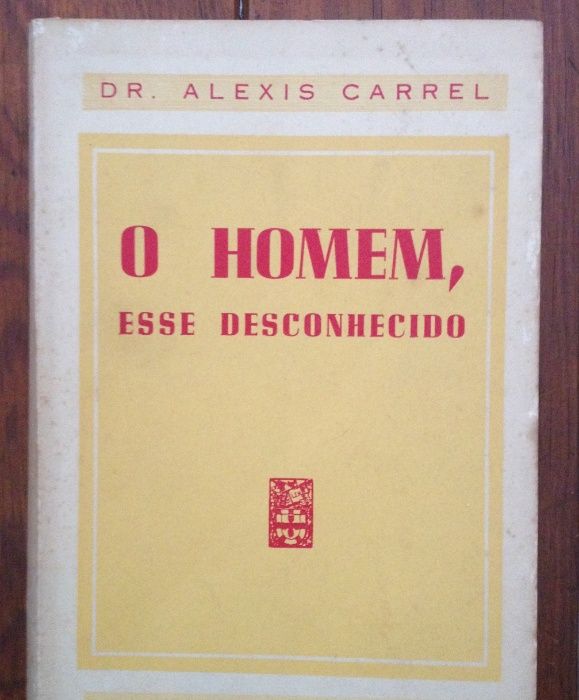 DR. ALEXIS CARREL
O HOMEM,
ESSE DESCONHECIDO